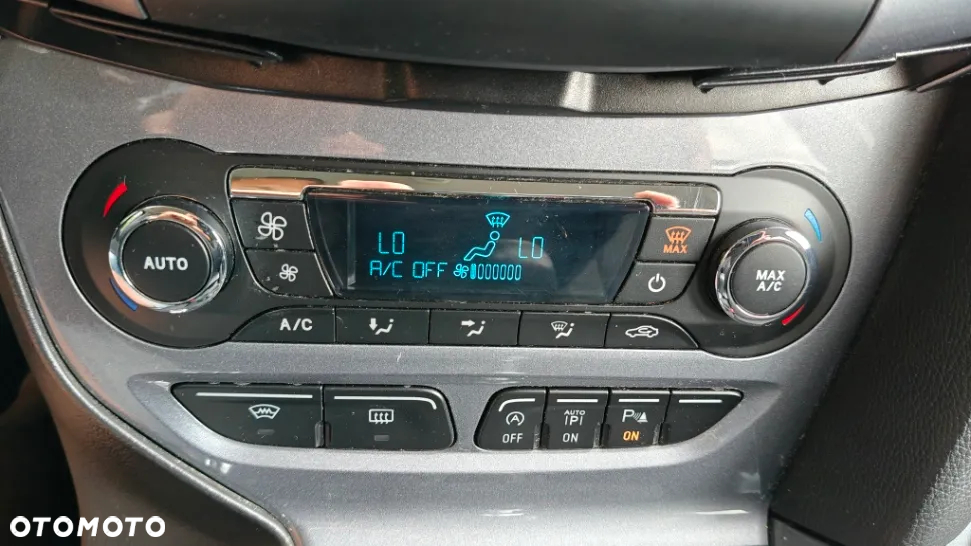 LO
LO
A/C OFF
MAX
AUTO
MAX
A/C
A/C
OFF
AUTO
ON
P
ON
OTOMOTO